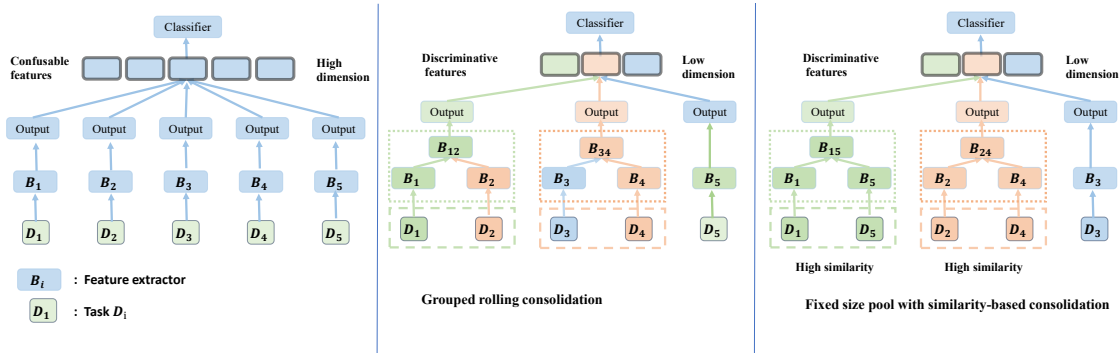 Classifier
Confusable
features
High
dimension
Output Output Output Output Output
B₁ B₂ B₃ B₄ B₅
D₁ D₂ D₃ D₄ D₅
Bᵢ : Feature extractor
D₁ : Task Dᵢ
Classifier
Discriminative
features
Low
dimension
Output Output Output
B₁₂ B₃₄
B₁ B₂ B₃ B₄ B₅
D₁ D₂ D₃ D₄ D₅
Grouped rolling consolidation
Classifier
Discriminative
features
Low
dimension
Output Output Output
B₁₅ B₂₄
B₁ B₅ B₂ B₄ B₃
D₁ D₅ D₂ D₄ D₃
High similarity High similarity
Fixed size pool with similarity-based consolidation